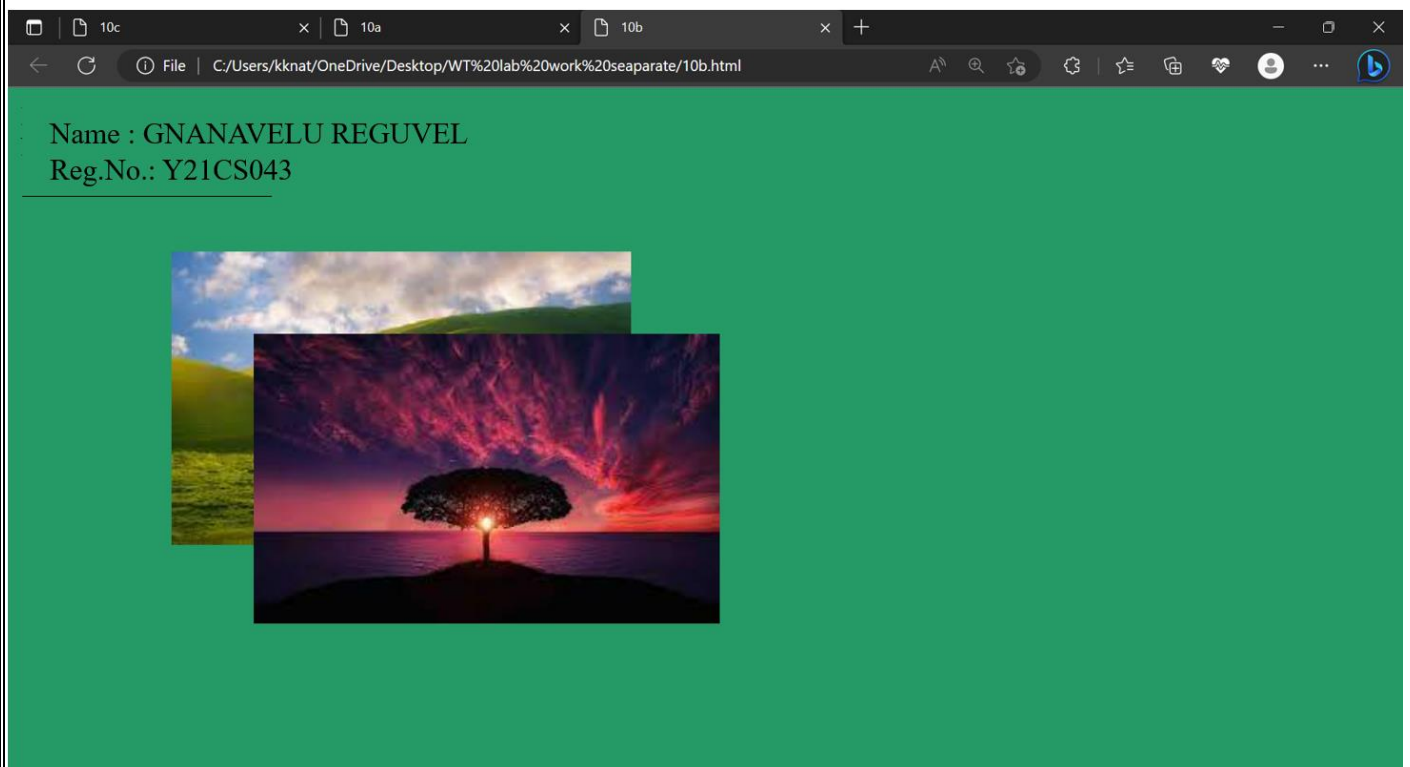 10c
10a
10b
File | C:/Users/kknat/OneDrive/Desktop/WT%20lab%20work%20seaparate/10b.html
Name : GNANAVELU REGUVEL
Reg.No.: Y21CS043